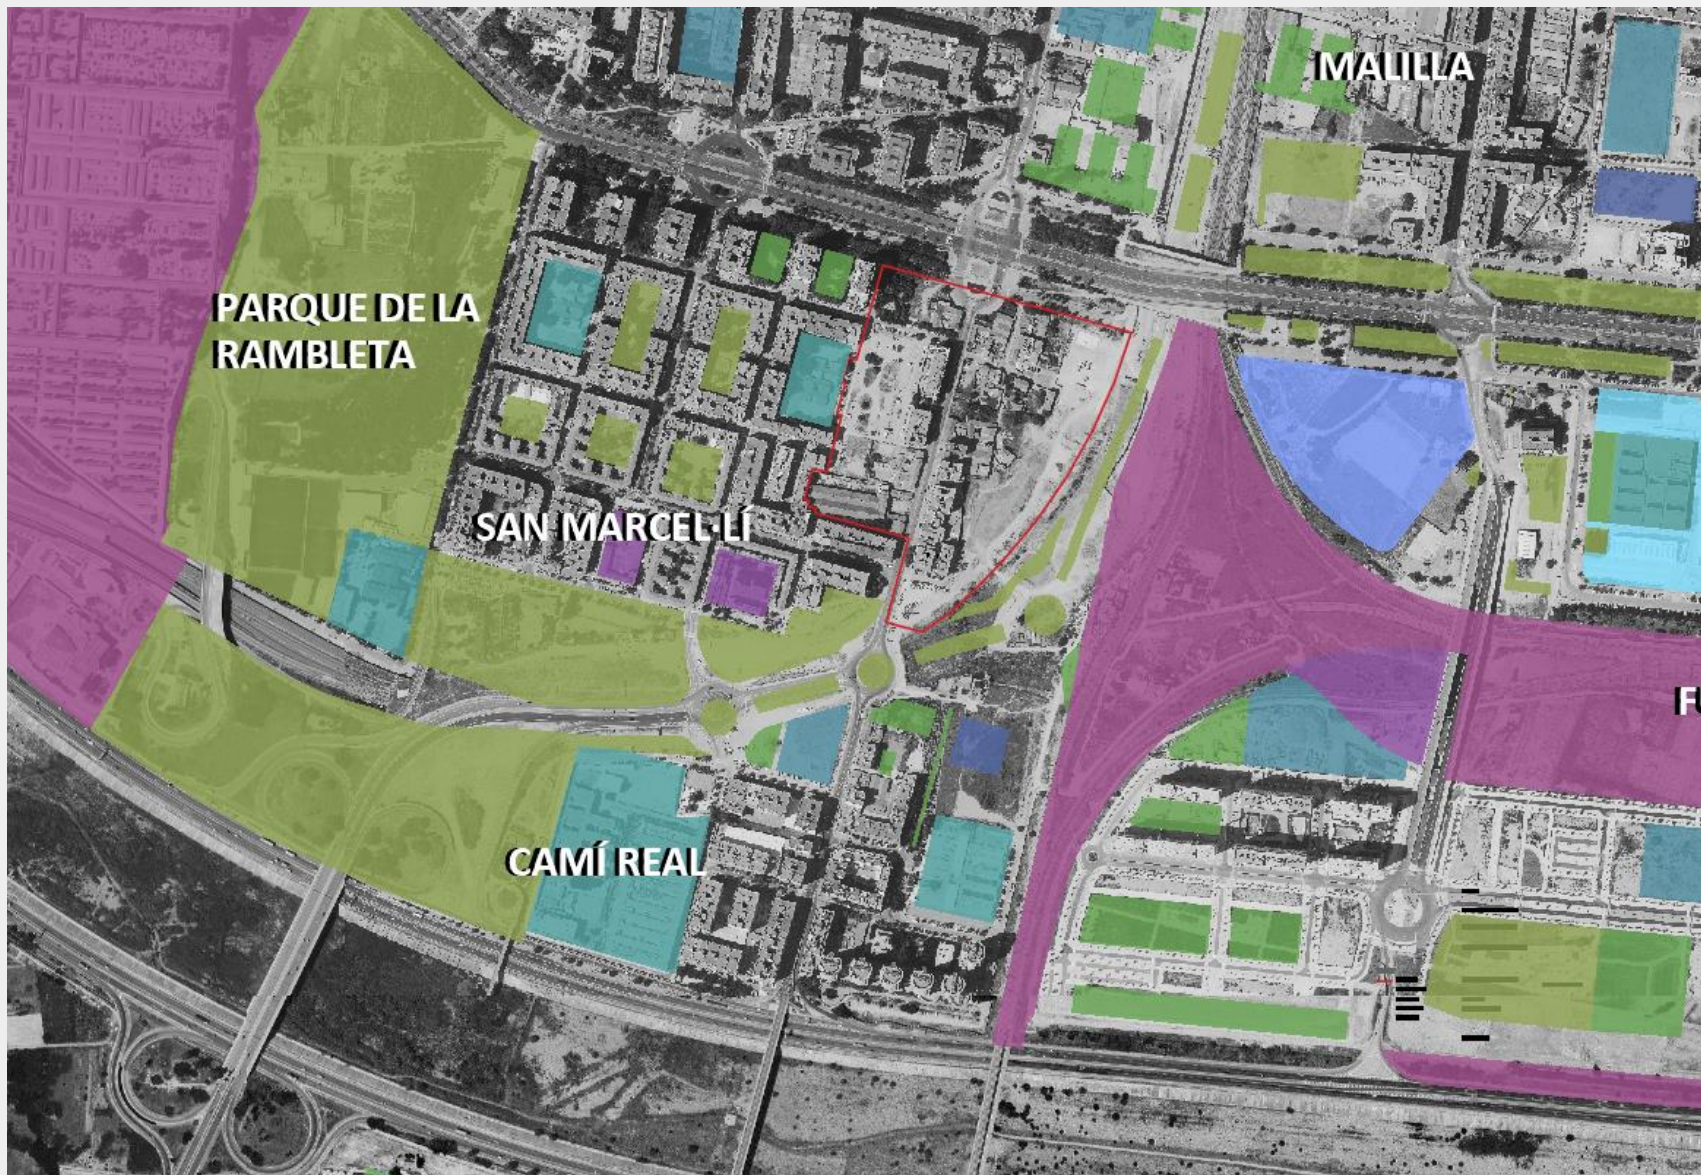 MALILLA
PARQUE DE LA
RAMBLETA
SAN MARCEL·LÍ
CAMÍ REAL